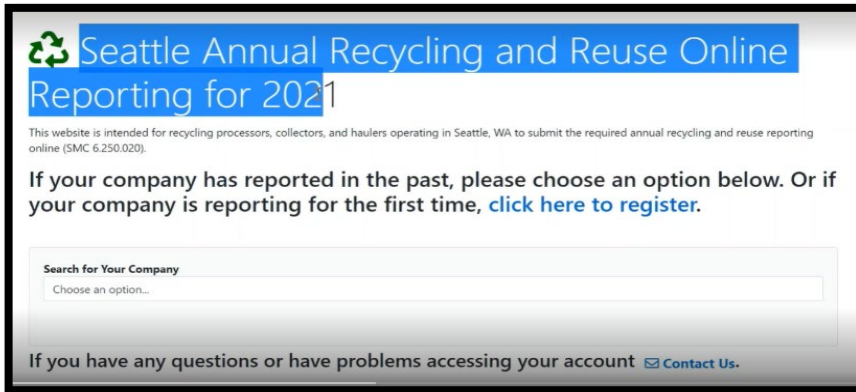 Seattle Annual Recycling and Reuse Online
Reporting for 2021
This website is intended for recycling processors, collectors, and haulers operating in Seattle, WA to submit the required annual recycling and reuse reporting
online (SMC 6.250.020).
If your company has reported in the past, please choose an option below. Or if
your company is reporting for the first time, click here to register.
Search for Your Company
Choose an option...
If you have any questions or have problems accessing your account Contact Us.